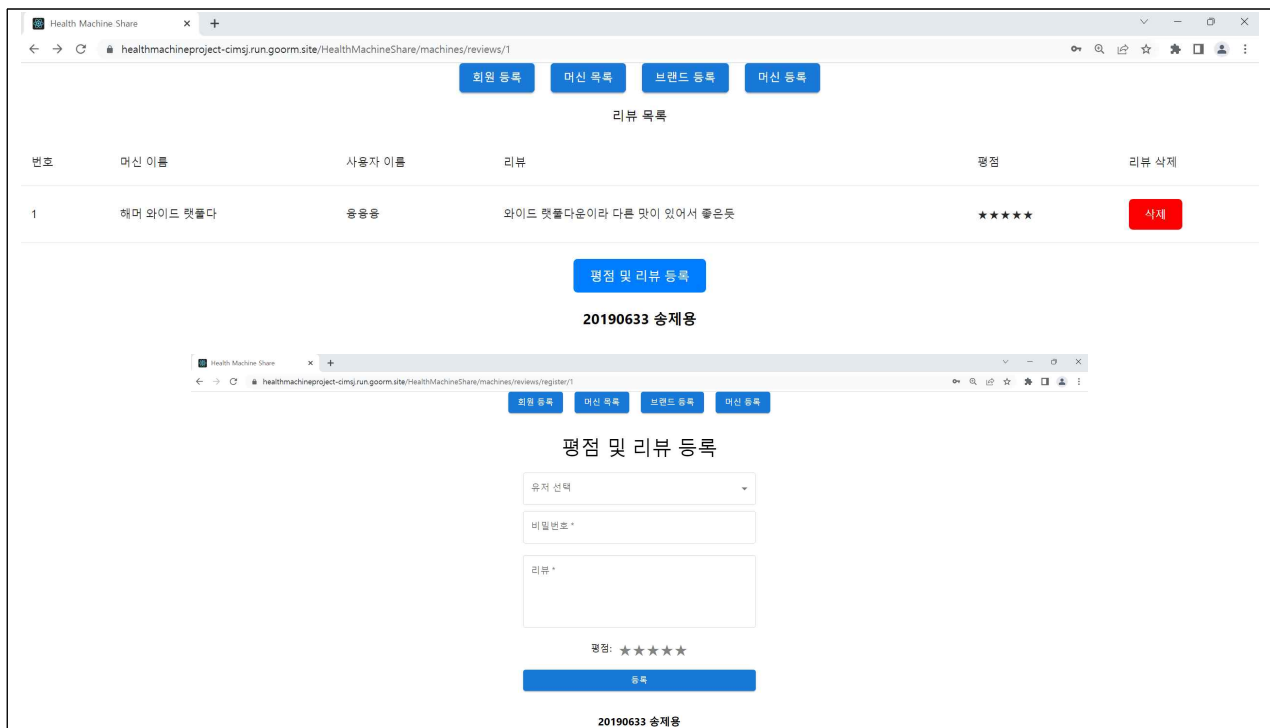 Health Machine Share
healthmachineproject-cimsj.run.goorm.site/HealthMachineShare/machines/reviews/1
회원 등록 머신 목록 브랜드 등록 머신 등록
리뷰 목록
번호 머신 이름 사용자 이름 리뷰 평점 리뷰 삭제
1 해머 와이드 랫풀다 융융융 와이드 랫풀다운이라 다른 맛이 있어서 좋은듯 ★★★★★ 삭제
평점 및 리뷰 등록
20190633 송제용
Health Machine Share
healthmachineproject-cimsj.run.goorm.site/HealthMachineShare/machines/reviews/register/1
회원 등록 머신 목록 브랜드 등록 머신 등록
평점 및 리뷰 등록
유저 선택
비밀번호 *
리뷰 *
평점: ★★★★★
등록
20190633 송제용